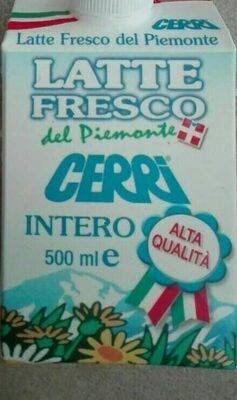 CERRI
Latte Fresco del Piemonte
LATTE
FRESCO
del Piemonte
CERRI
INTERO
500 ml e
ALTA
QUALITÀ